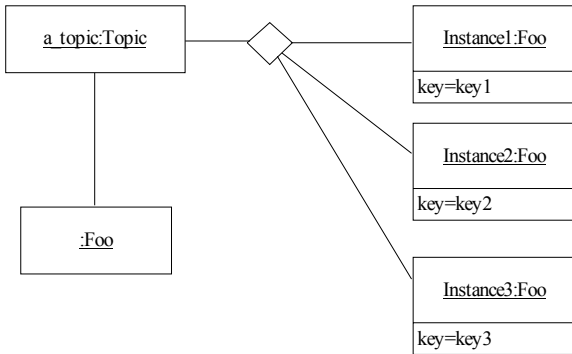 a_topic:Topic
Instance1:Foo
key=key1
Instance2:Foo
key=key2
:Foo
Instance3:Foo
key=key3